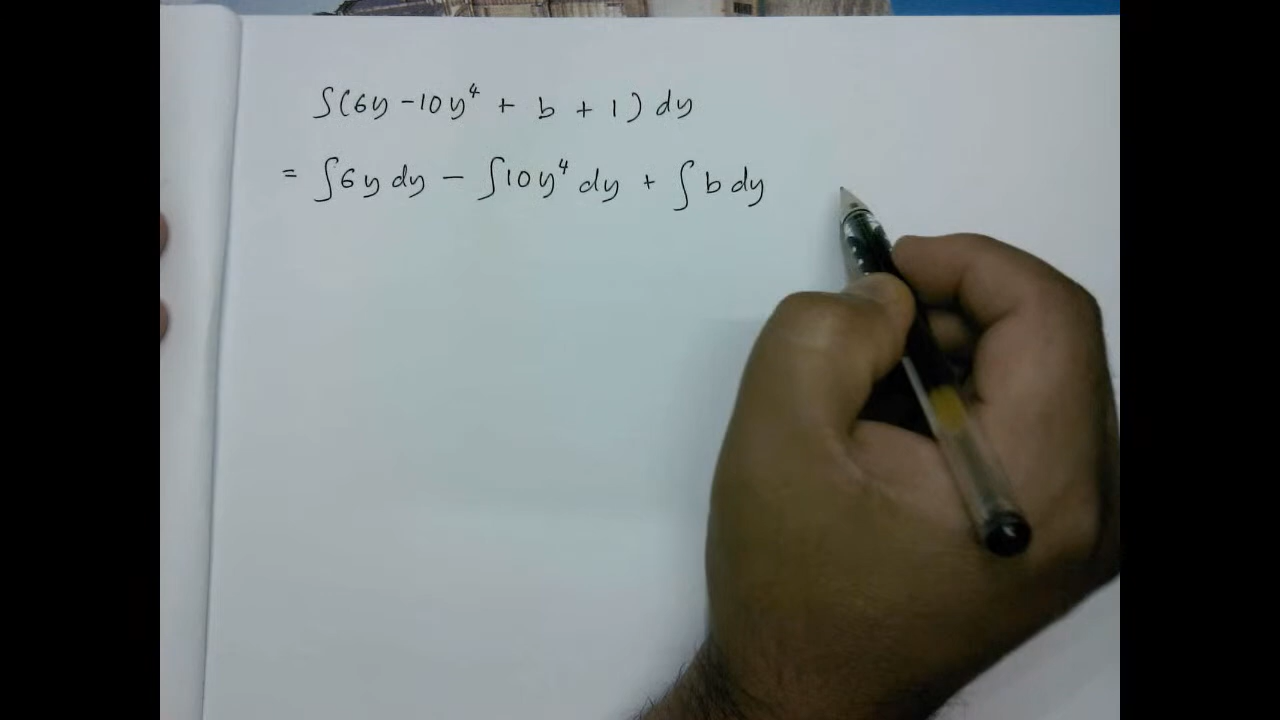 ∫(6y - 10y⁴ + b + 1) dy
= ∫6y dy - ∫10y⁴ dy + ∫b dy